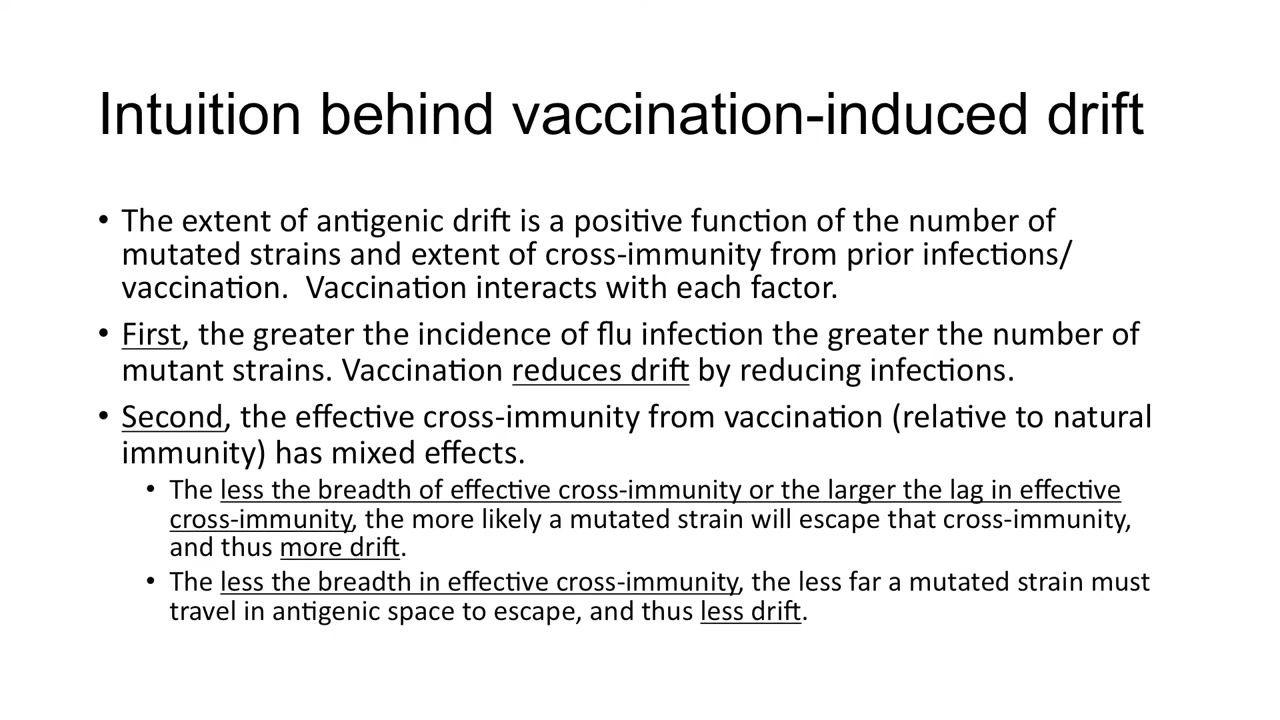 Intuition behind vaccination-induced drift
• The extent of antigenic drift is a positive function of the number of
mutated strains and extent of cross-immunity from prior infections/
vaccination.  Vaccination interacts with each factor.
• First, the greater the incidence of flu infection the greater the number of
mutant strains. Vaccination reduces drift by reducing infections.
• Second, the effective cross-immunity from vaccination (relative to natural
immunity) has mixed effects.
• The less the breadth of effective cross-immunity or the larger the lag in effective
cross-immunity, the more likely a mutated strain will escape that cross-immunity,
and thus more drift.
• The less the breadth in effective cross-immunity, the less far a mutated strain must
travel in antigenic space to escape, and thus less drift.